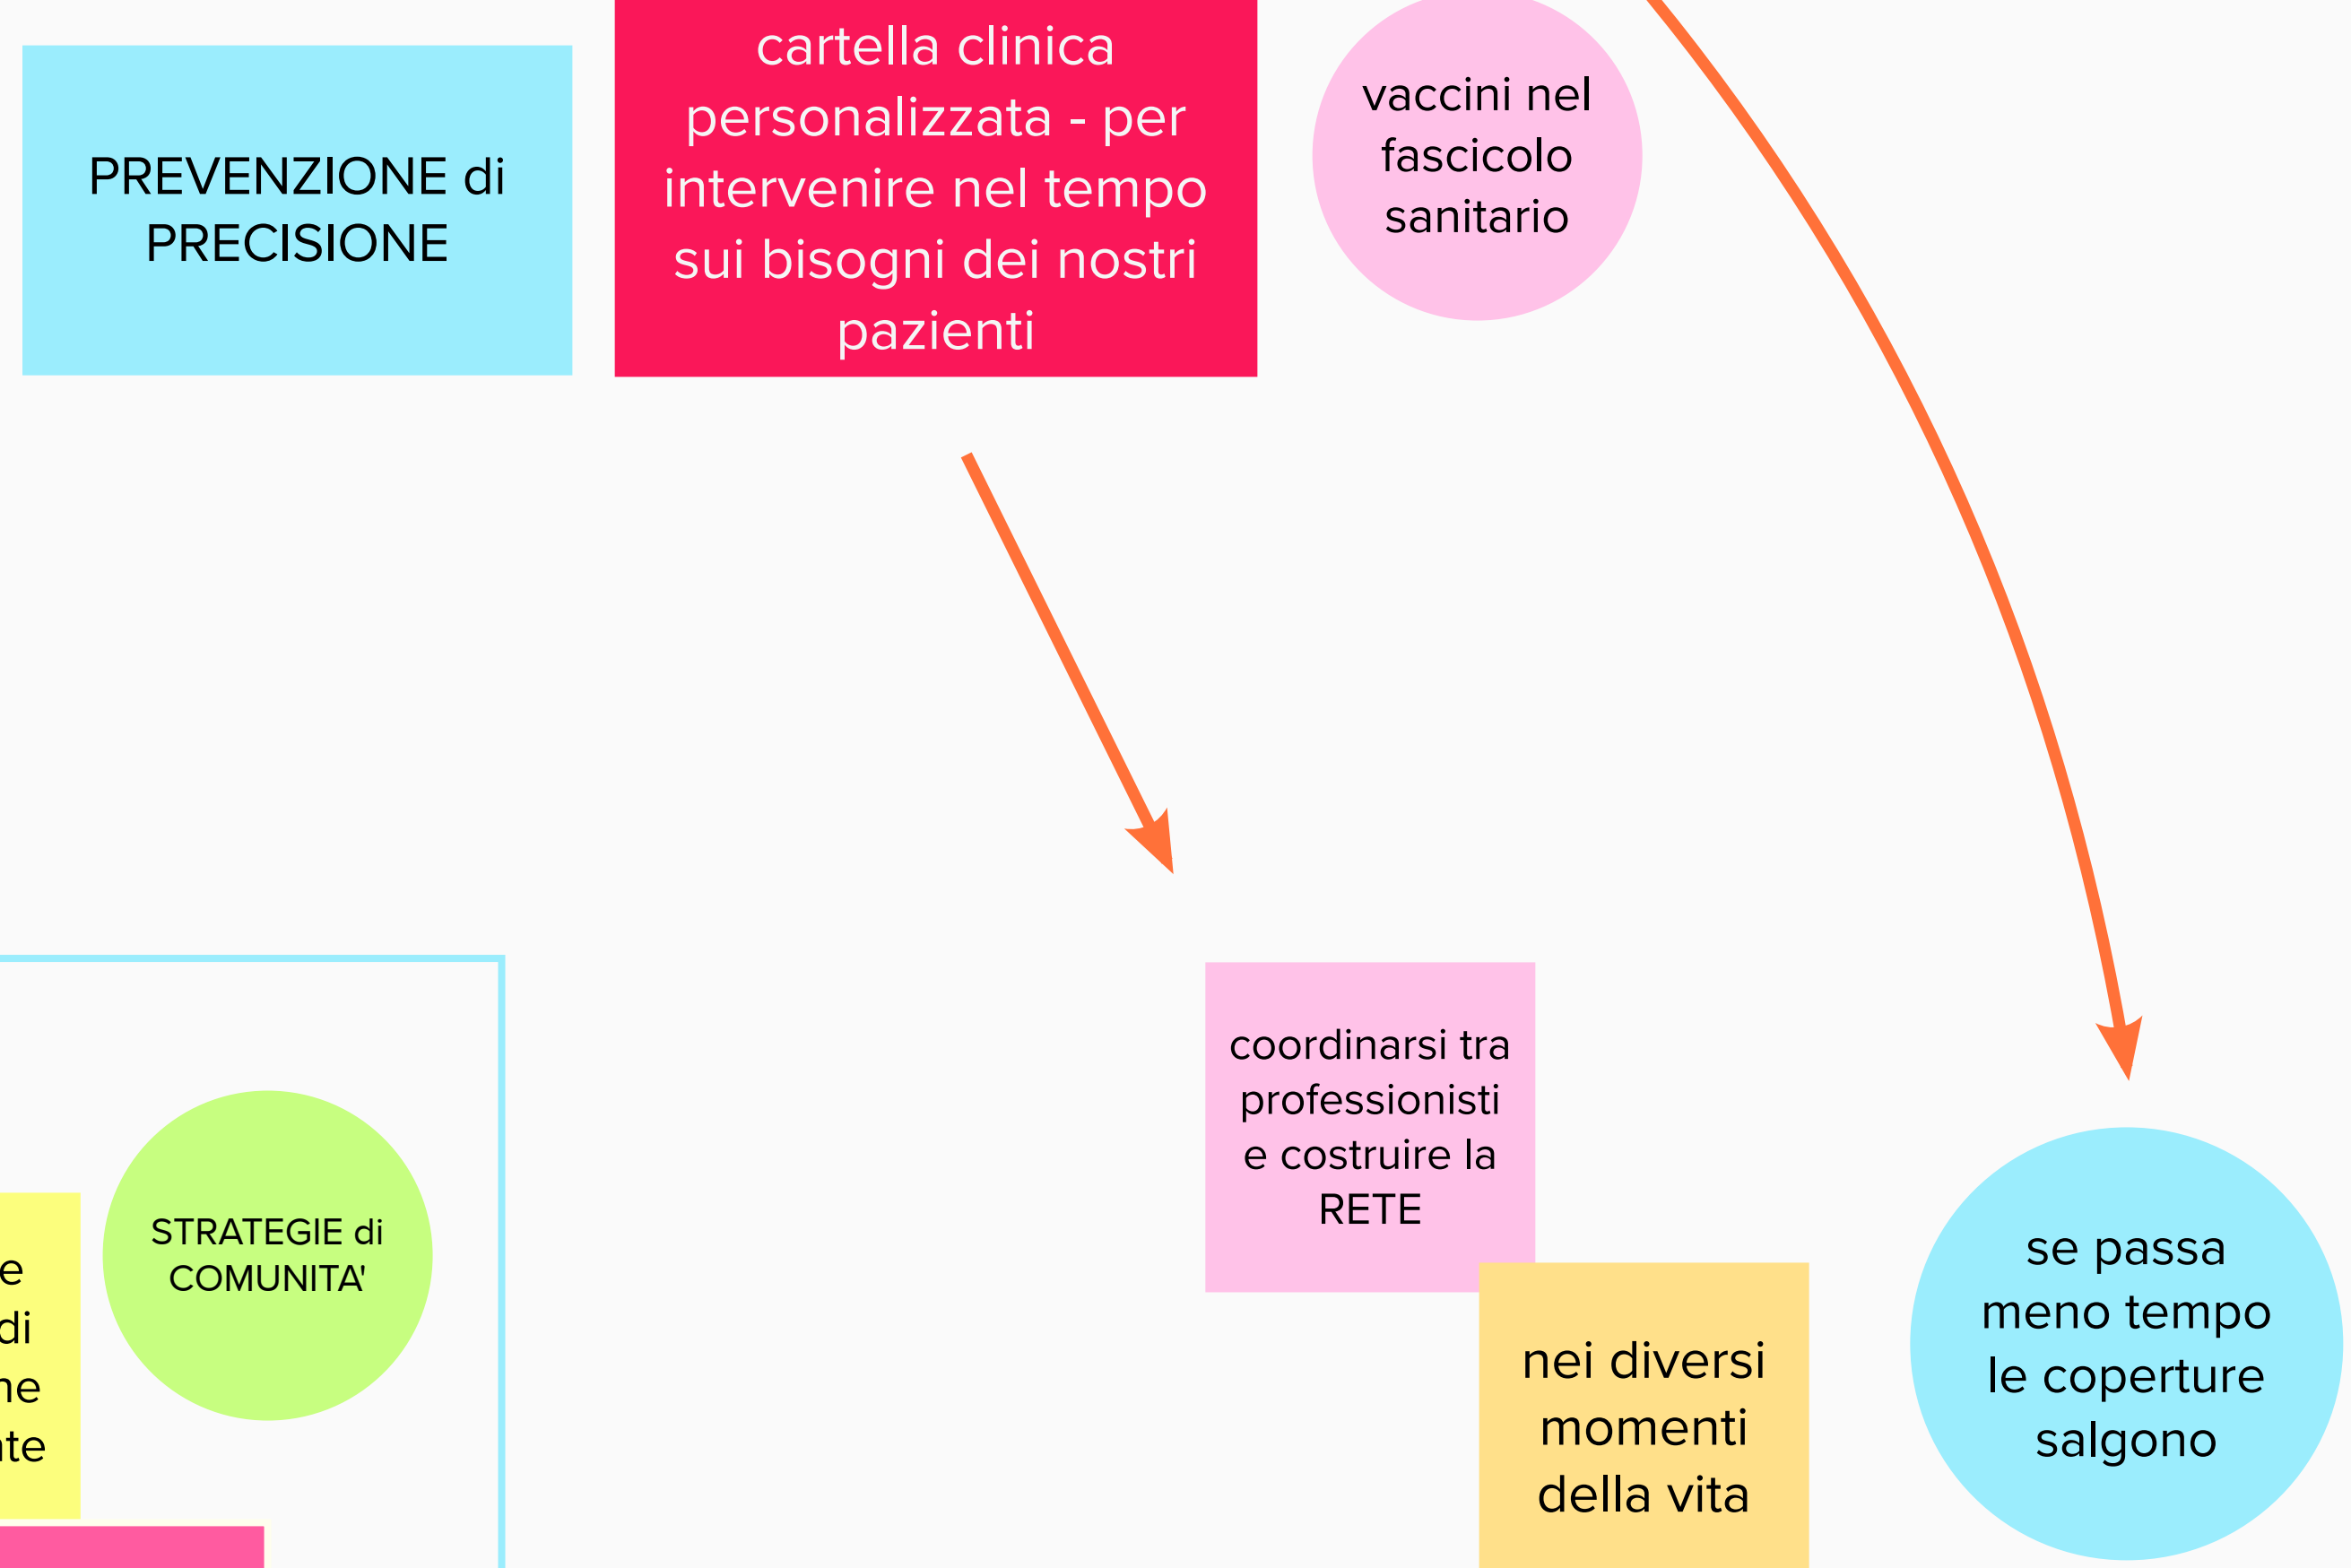 PREVENZIONE di
PRECISIONE
cartella clinica
personalizzata - per
intervenire nel tempo
sui bisogni dei nostri
pazienti
vaccini nel
fascicolo
sanitario
STRATEGIE di
COMUNITA'
di
coordinarsi tra
professionisti
e costruire la
RETE
nei diversi
momenti
della vita
se passa
meno tempo
le coperture
salgono